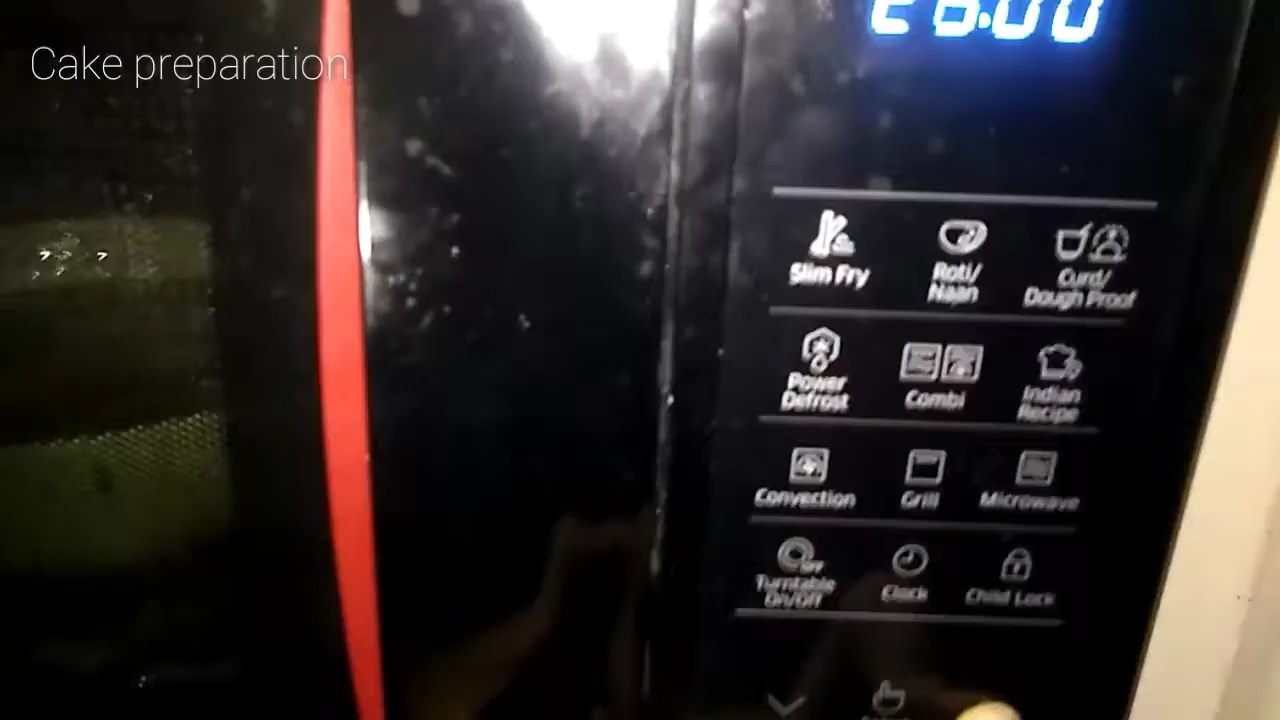 Cake preparation
Slim Fry
Roti/
Naan
Curd/
Dough Proof
Power
Defrost
Combi
Indian
Recipe
Convection
Grill
Microwave
Turntable
On/Off
Clock
Child Lock